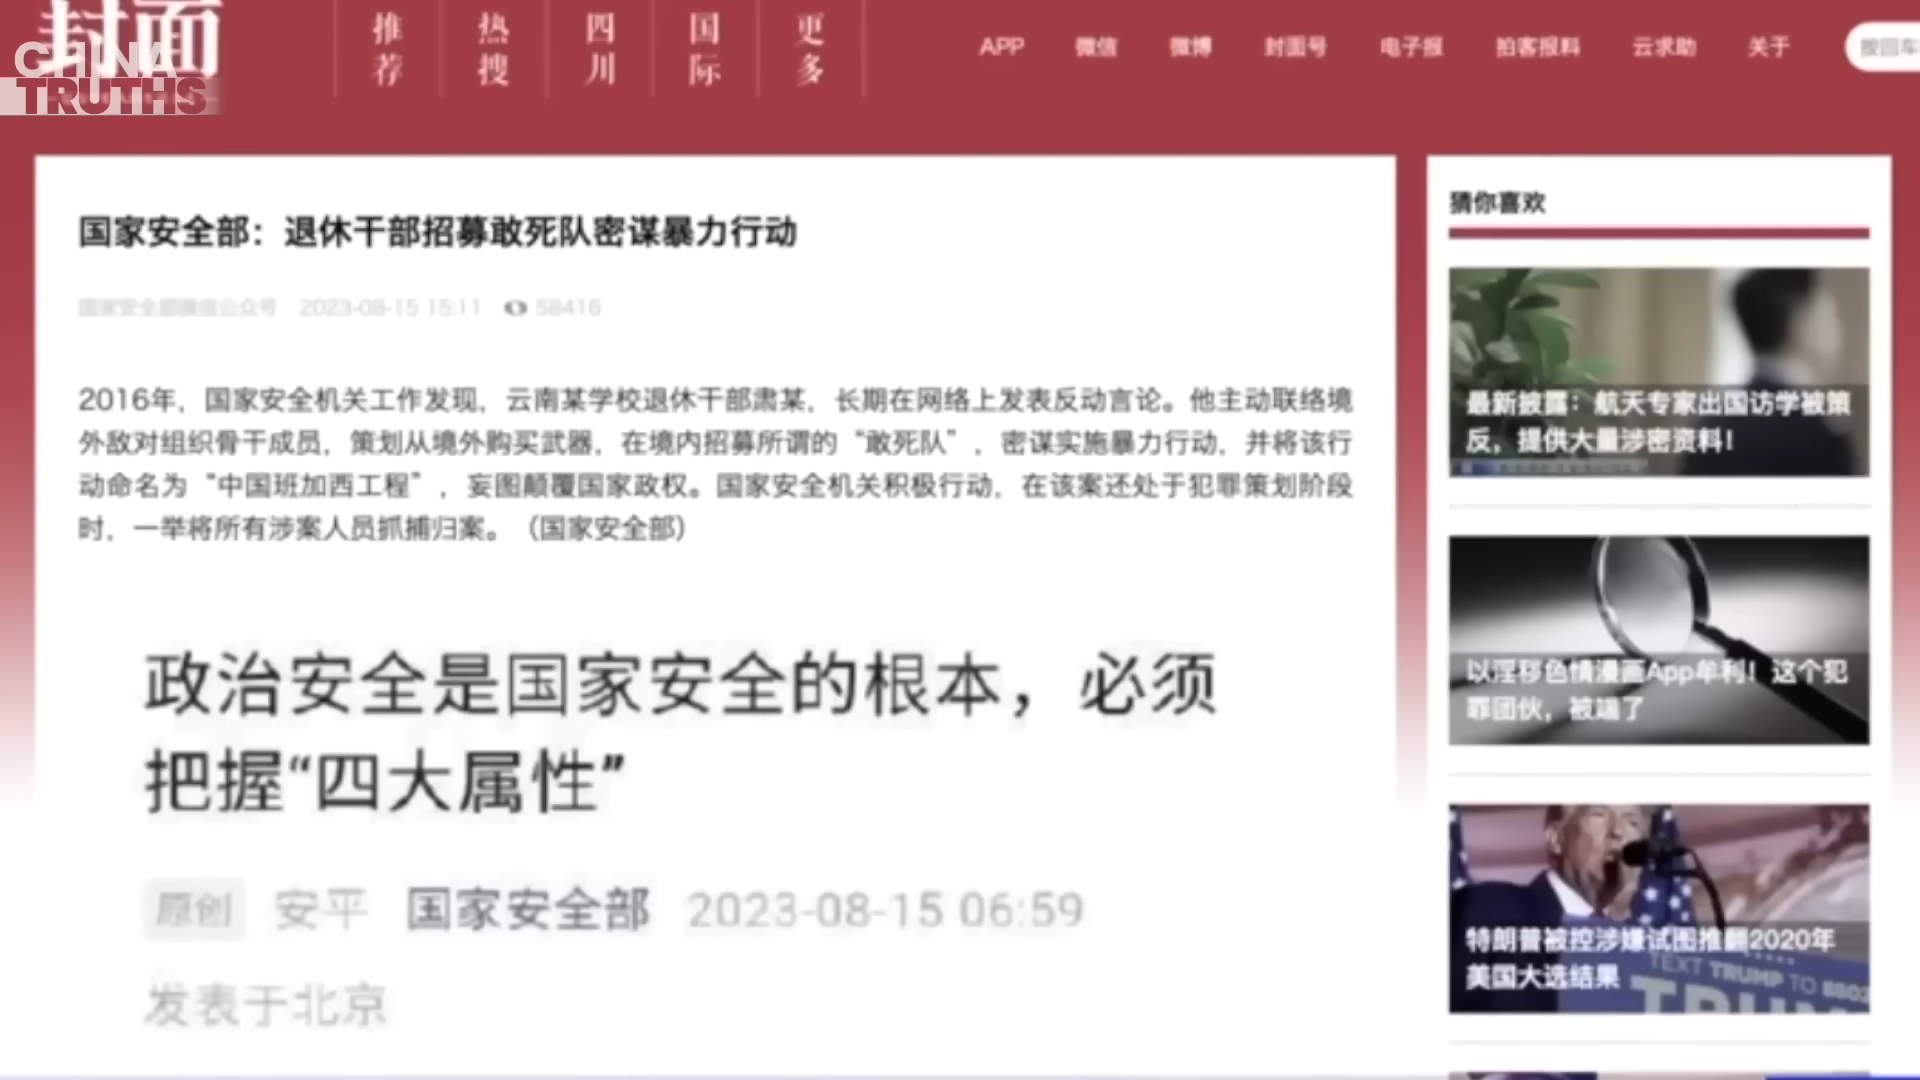 封面
CHINA
TRUTHS
推荐
热搜
四川
国际
更多
APP 微信 微博 封面号 电子报 拍客报料 云求助 关于
国家安全部：退休干部招募敢死队密谋暴力行动
国家安全部微信公众号 2023-08-15 15:11 58416
2016年，国家安全机关工作发现，云南某学校退休干部肃某，长期在网络上发表反动言论。他主动联络境
外敌对组织骨干成员，策划从境外购买武器，在境内招募所谓的“敢死队”，密谋实施暴力行动，并将该行
动命名为“中国班加西工程”，妄图颠覆国家政权。国家安全机关积极行动，在该案还处于犯罪策划阶段
时，一举将所有涉案人员抓捕归案。（国家安全部）
政治安全是国家安全的根本，必须
把握“四大属性”
原创 安平 国家安全部 2023-08-15 06:59
发表于北京
猜你喜欢
最新披露：航天专家出国访学被策
反，提供大量涉密资料！
以淫秽色情漫画App牟利！这个犯
罪团伙，被端了
特朗普被控涉嫌试图推翻2020年
美国大选结果
TEXT TRUMP TO 8802
TRUM